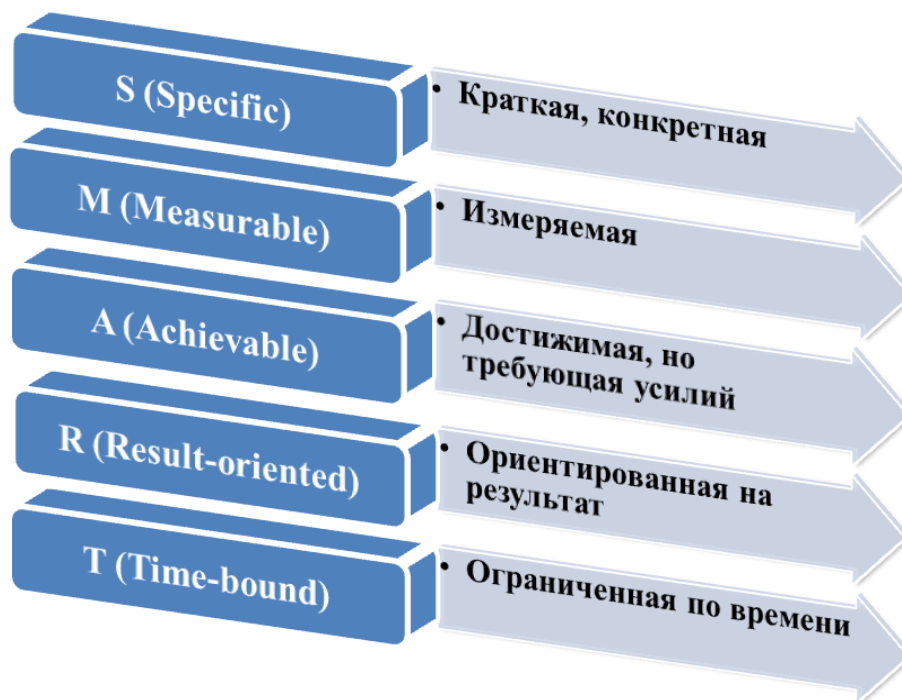 S (Specific)
• Краткая, конкретная
M (Measurable)
• Измеряемая
A (Achievable)
• Достижимая, но
требующая усилий
R (Result-oriented)
• Ориентированная на
результат
T (Time-bound)
• Ограниченная по времени